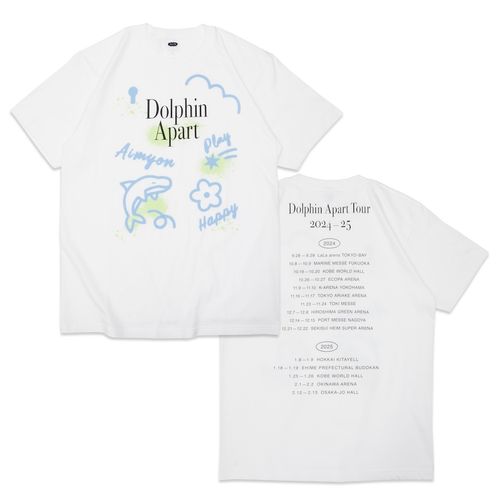 Dolphin
Apart
Aimyon
Play
Happy
Dolphin Apart Tour
2024—25
2024
9.28 — 9.29 LaLa arena TOKYO-BAY
10.8 — 10.9 MARINE MESSE FUKUOKA
10.19 — 10.20 KOBE WORLD HALL
10.26 — 10.27 ECOPA ARENA
11.9 — 11.10 K-ARENA YOKOHAMA
11.16 — 11.17 TOKYO ARIAKE ARENA
11.23 — 11.24 TOKI MESSE
12.7 — 12.8 HIROSHIMA GREEN ARENA
12.14 — 12.15 PORT MESSE NAGOYA
12.21 — 12.22 SEKISUI HEIM SUPER ARENA
2025
1.8 — 1.9 HOKKAI KITAYELL
1.18 — 1.19 EHIME PREFECTURAL BUDOKAN
1.25 — 1.26 KOBE WORLD HALL
2.1 — 2.2 OKINAWA ARENA
2.12 — 2.13 OSAKA-JO HALL